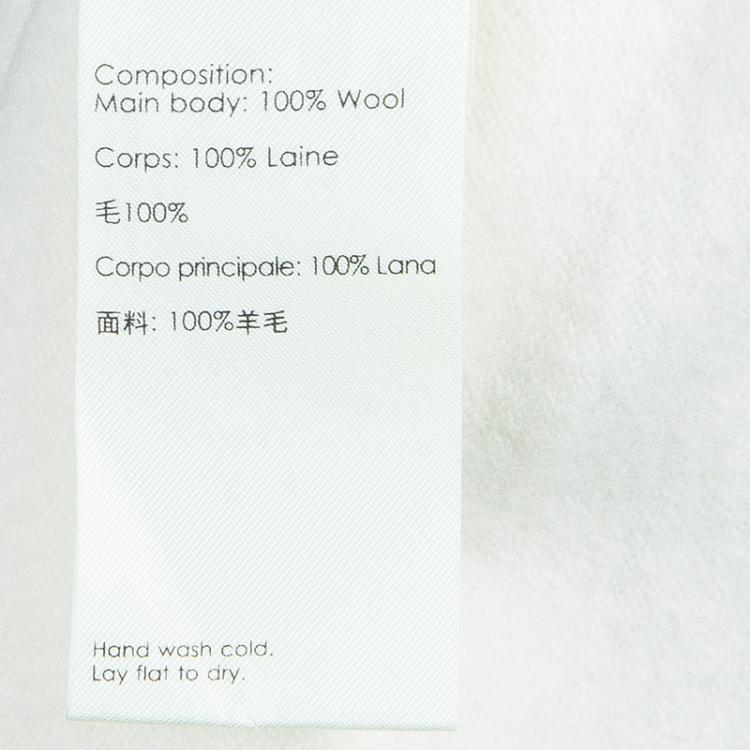 Composition:
Main body: 100% Wool
Corps: 100% Laine
毛100%
Corpo principale: 100% Lana
面料: 100%羊毛
Hand wash cold.
Lay flat to dry.